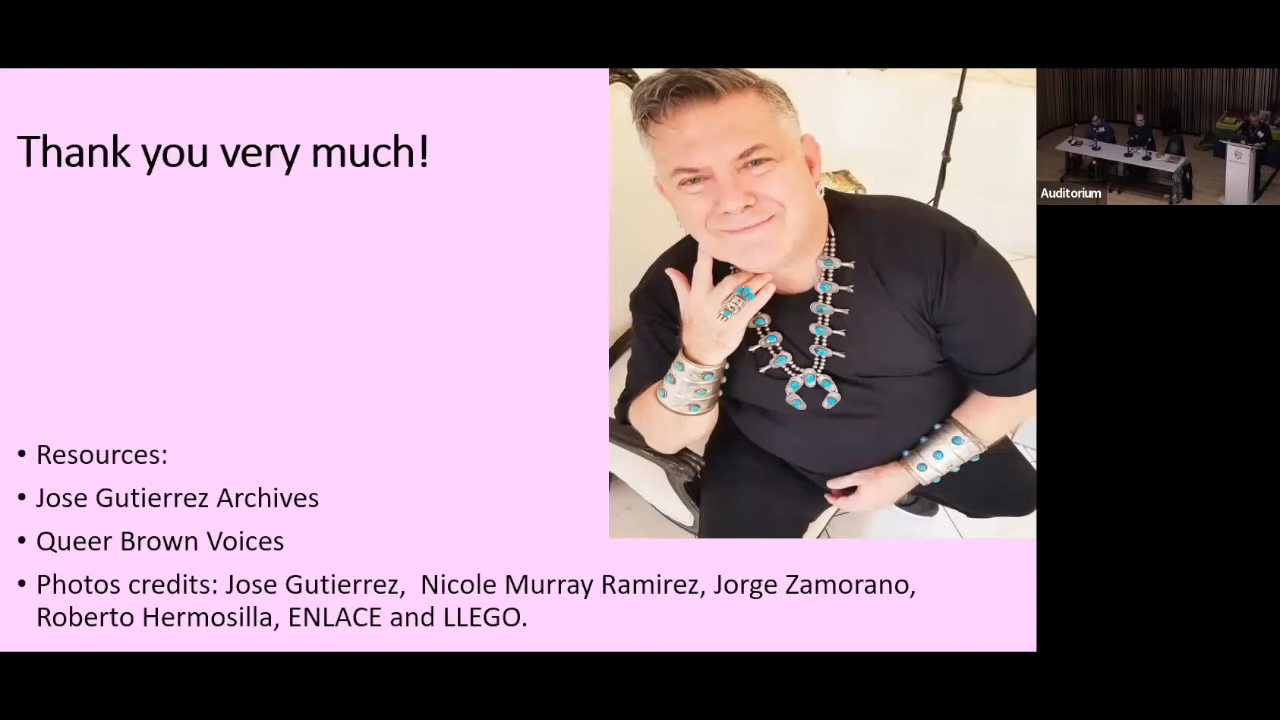 Thank you very much!
• Resources:
• Jose Gutierrez Archives
• Queer Brown Voices
• Photos credits: Jose Gutierrez,  Nicole Murray Ramirez, Jorge Zamorano,
Roberto Hermosilla, ENLACE and LLEGO.
Auditorium